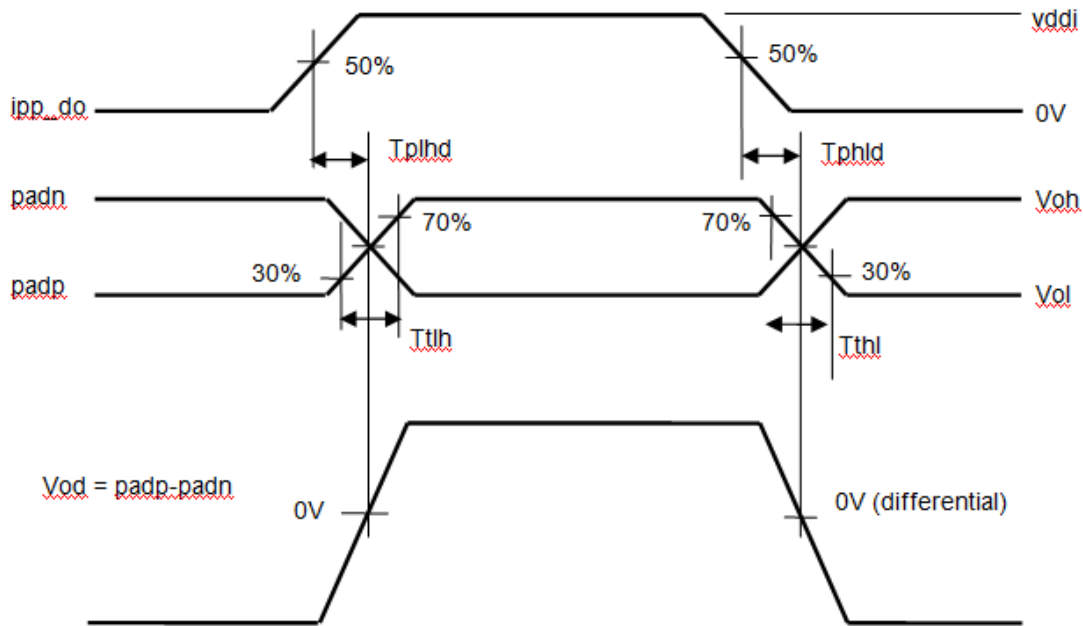 vddi
50%
50%
ipp_do
0V
Tplhd
Tphld
padn
Voh
70%
70%
30%
30%
padp
Vol
Ttlh
Tthl
Vod = padp-padn
0V
0V (differential)